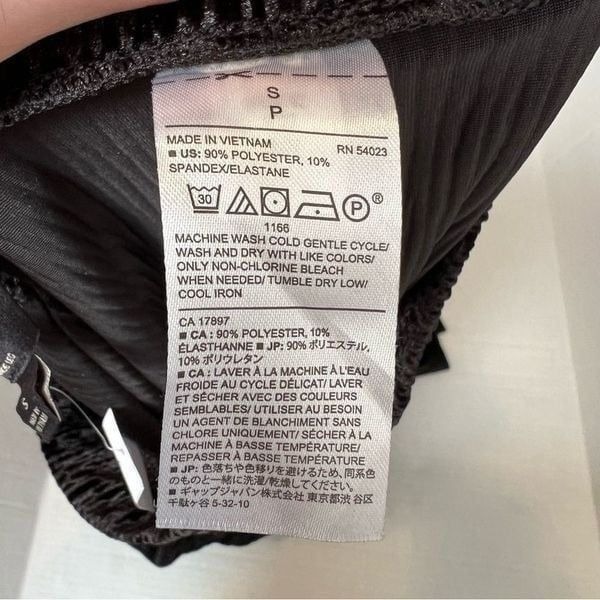 S
P
MADE IN VIETNAM
RN 54023
■ US: 90% POLYESTER, 10%
SPANDEX/ELASTANE
30
P®
1166
MACHINE WASH COLD GENTLE CYCLE/
WASH AND DRY WITH LIKE COLORS/
ONLY NON-CHLORINE BLEACH
WHEN NEEDED/ TUMBLE DRY LOW/
COOL IRON
CA 17897
■ CA : 90% POLYESTER, 10%
ÉLASTHANNE ■ JP: 90% ポリエステル,
10% ポリウレタン
■ CA : LAVER À LA MACHINE À L'EAU
FROIDE AU CYCLE DÉLICAT/ LAVER
ET SÉCHER AVEC DES COULEURS
SEMBLABLES/ UTILISER AU BESOIN
UN AGENT DE BLANCHIMENT SANS
CHLORE UNIQUEMENT/ SÉCHER À LA
MACHINE À BASSE TEMPÉRATURE/
REPASSER À BASSE TEMPÉRATURE
■ JP: 色落ちや色移りを避けるため、同系色
のものと一緒に洗濯/乾燥してください。
■ ギャップジャパン株式会社 東京都渋谷区
千駄ヶ谷 5-32-10
S